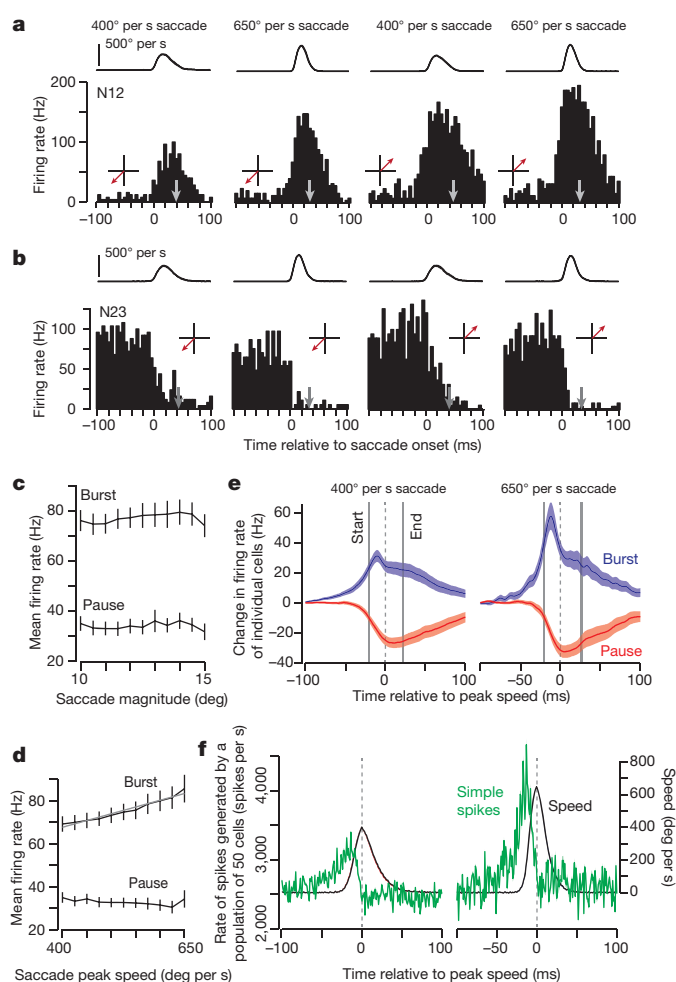 a
400° per s saccade 650° per s saccade 400° per s saccade 650° per s saccade
500° per s
N12
Firing rate (Hz)
200
100
0
−100 0 100 0 100 0 100 0 100
b
500° per s
N23
Firing rate (Hz)
100
50
0
−100 0 100 0 100 0 100 0 100
Time relative to saccade onset (ms)
c
Burst
Pause
Mean firing rate (Hz)
80
60
40
20
10 15
Saccade magnitude (deg)
e
400° per s saccade 650° per s saccade
Start
End
Burst
Pause
Change in firing rate
of individual cells (Hz)
60
40
20
0
−20
−40
−100 0 100 −50 0 50 100
Time relative to peak speed (ms)
d
Burst
Pause
Mean firing rate (Hz)
80
60
40
20
400 650
Saccade peak speed (deg per s)
f
Rate of spikes generated by a
population of 50 cells (spikes per s)
4,000
3,000
2,000
Simple
spikes
Speed
800
600
400
200
0
Speed (deg per s)
−100 0 100 0 100
Time relative to peak speed (ms)